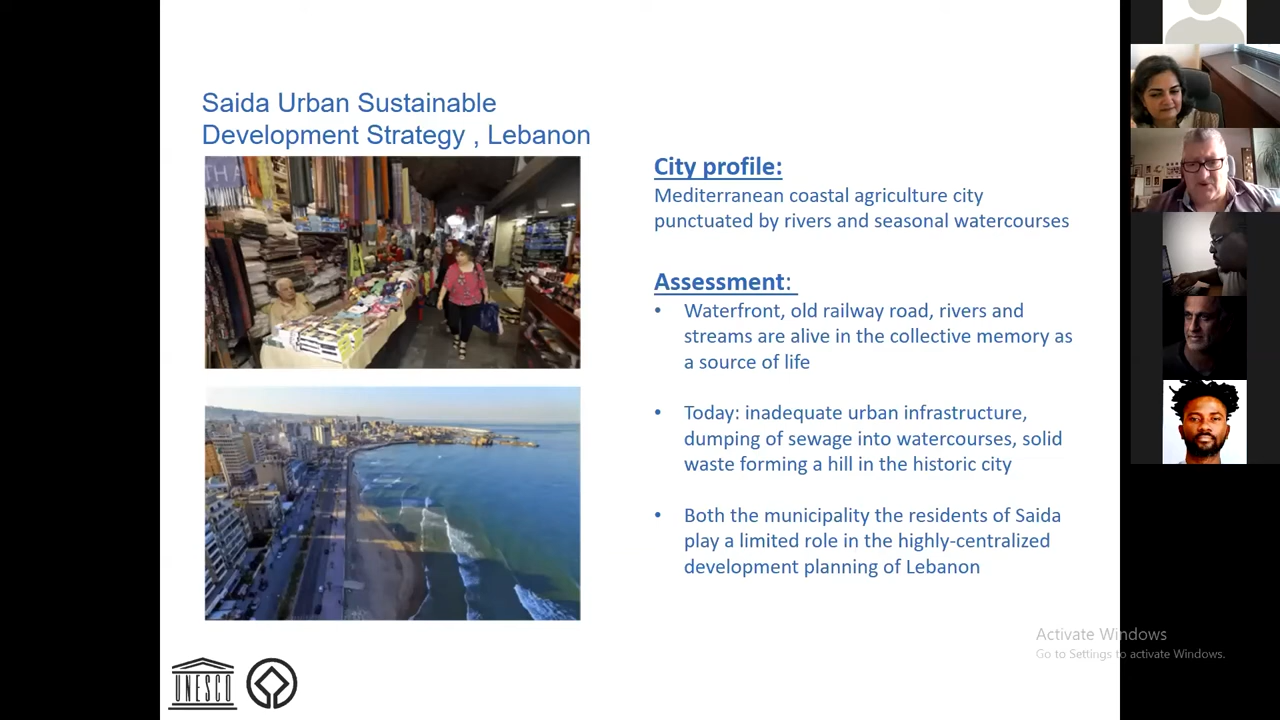 Saida Urban Sustainable
Development Strategy , Lebanon
City profile:
Mediterranean coastal agriculture city
punctuated by rivers and seasonal watercourses
Assessment:
• Waterfront, old railway road, rivers and
streams are alive in the collective memory as
a source of life
• Today: inadequate urban infrastructure,
dumping of sewage into watercourses, solid
waste forming a hill in the historic city
• Both the municipality the residents of Saida
play a limited role in the highly-centralized
development planning of Lebanon
TH A
Activate Windows
Go to Settings to activate Windows.
UNESCO